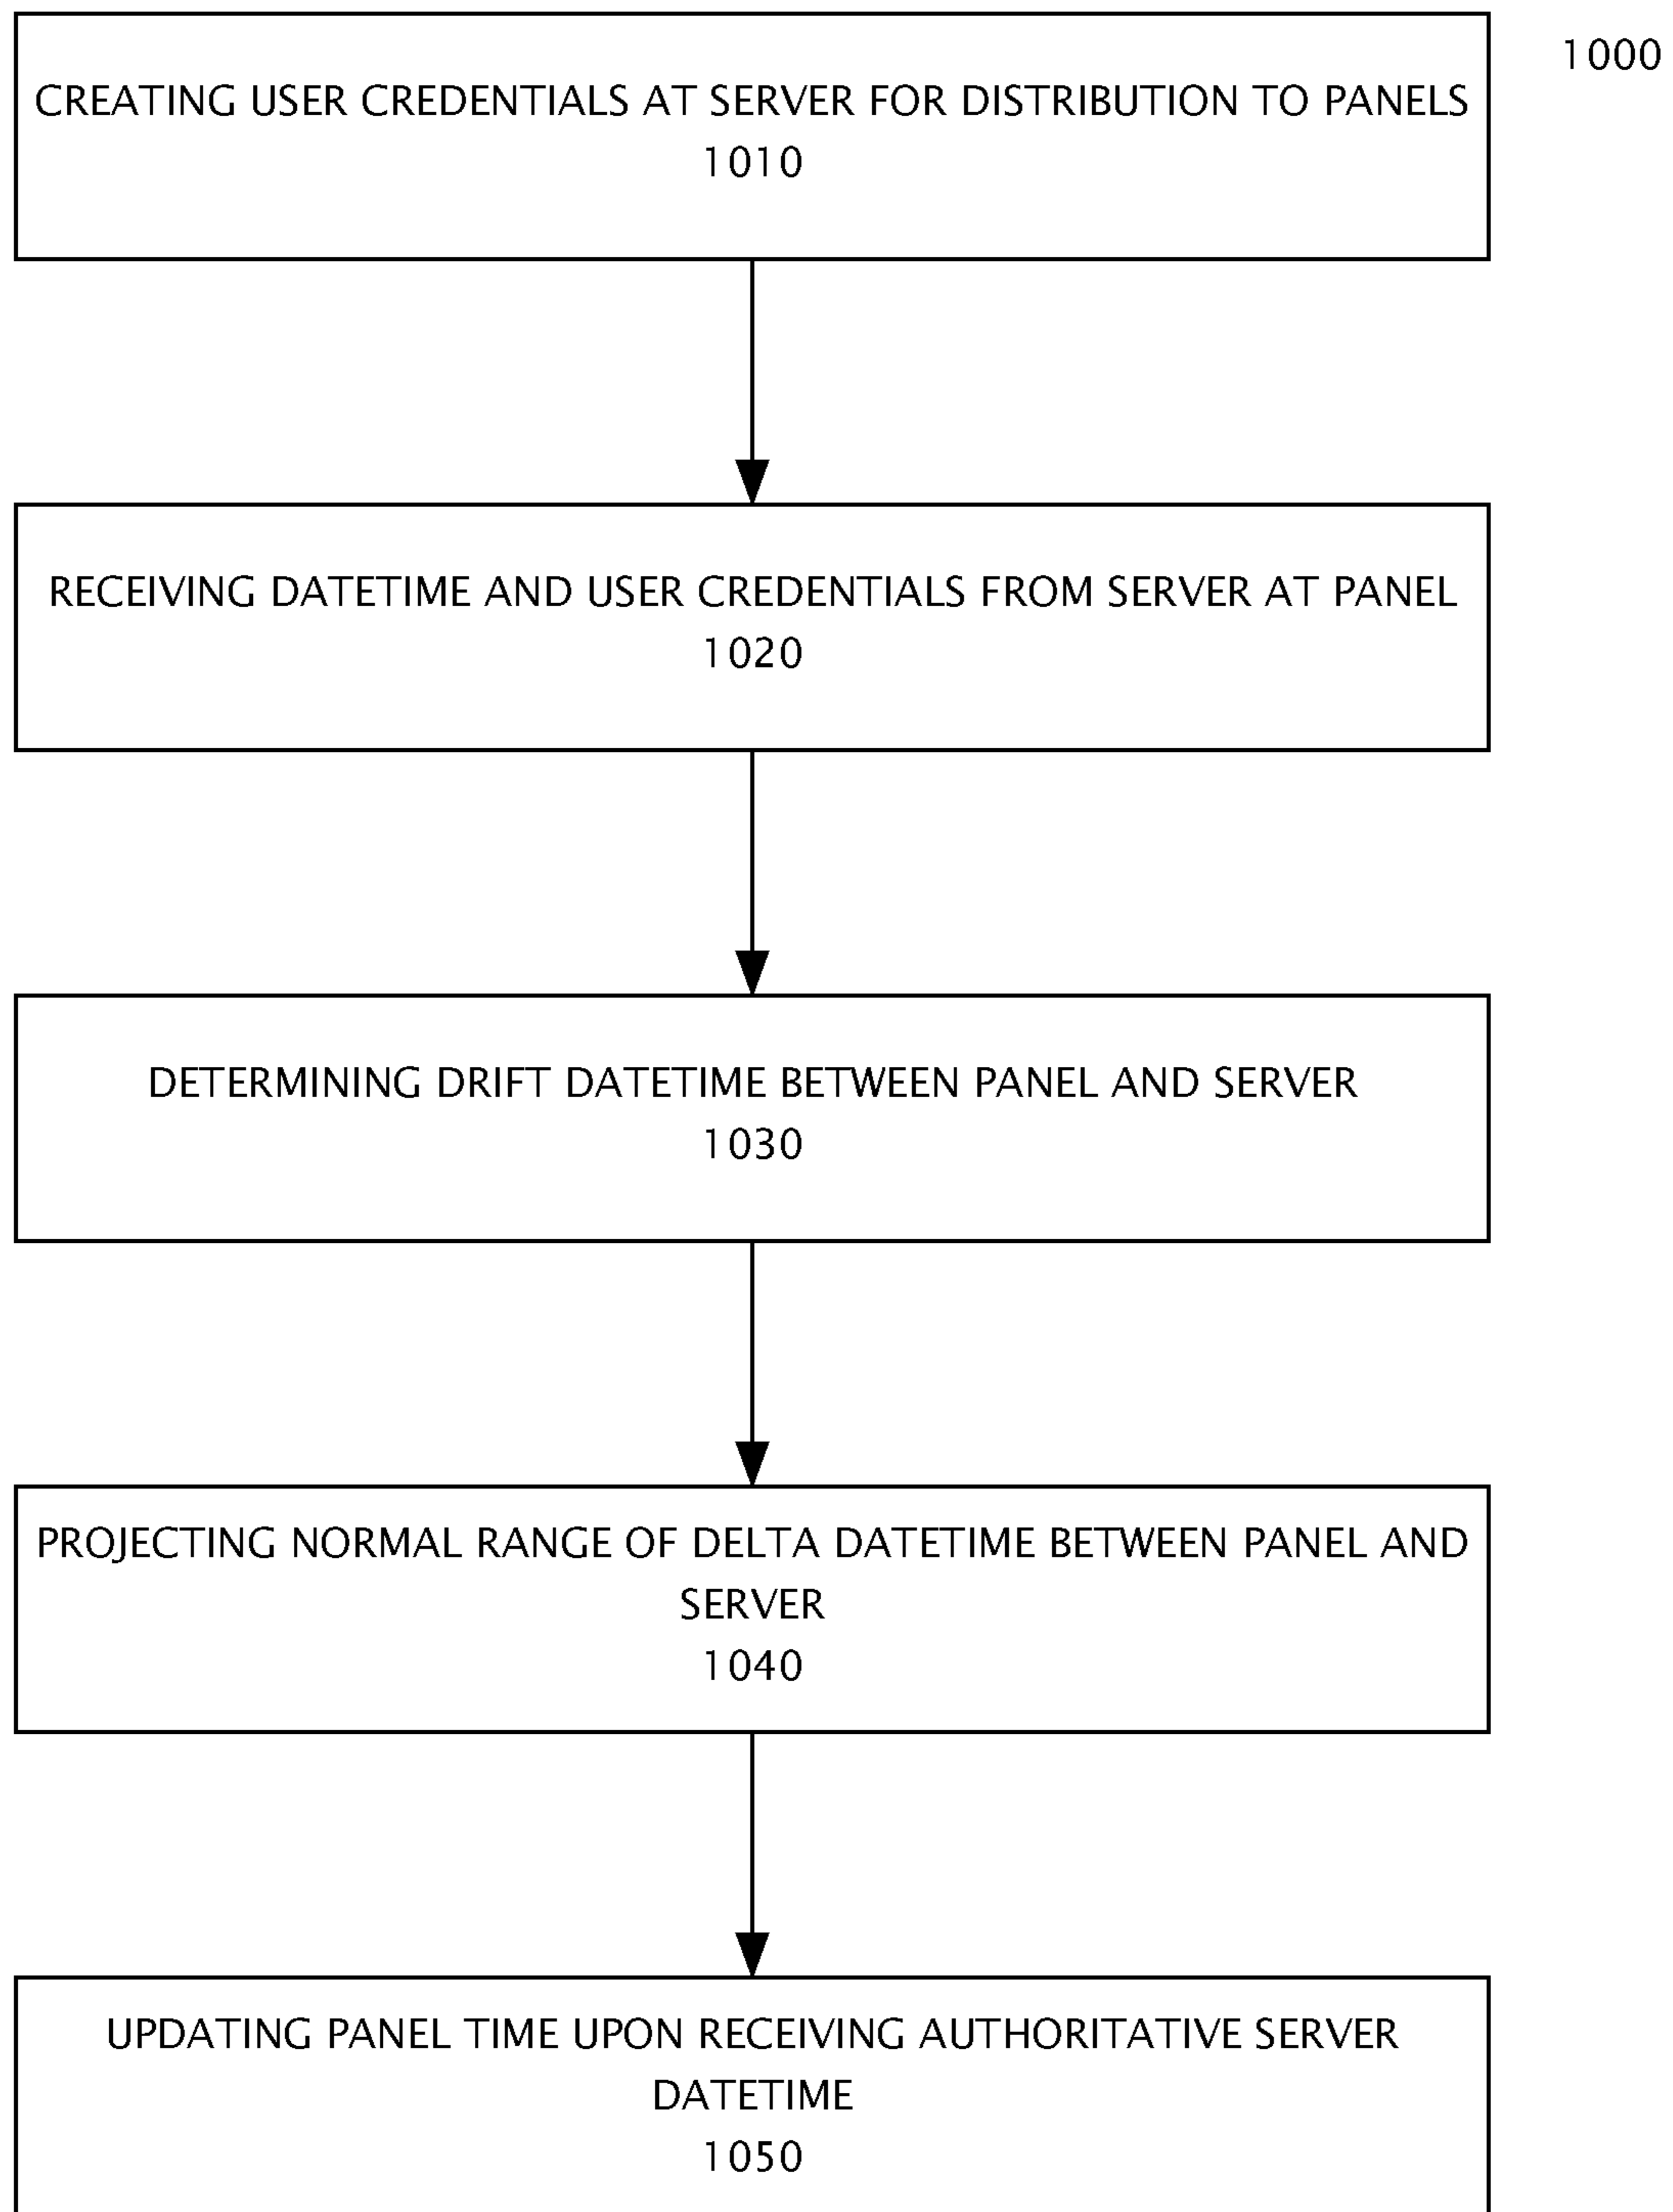 1000
CREATING USER CREDENTIALS AT SERVER FOR DISTRIBUTION TO PANELS
1010
RECEIVING DATETIME AND USER CREDENTIALS FROM SERVER AT PANEL
1020
DETERMINING DRIFT DATETIME BETWEEN PANEL AND SERVER
1030
PROJECTING NORMAL RANGE OF DELTA DATETIME BETWEEN PANEL AND
SERVER
1040
UPDATING PANEL TIME UPON RECEIVING AUTHORITATIVE SERVER
DATETIME
1050